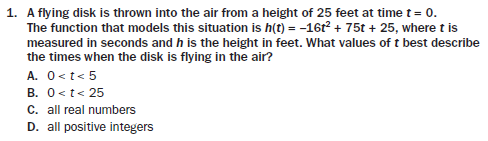 1. A flying disk is thrown into the air from a height of 25 feet at time t = 0.
The function that models this situation is h(t) = –16t² + 75t + 25, where t is
measured in seconds and h is the height in feet. What values of t best describe
the times when the disk is flying in the air?
A. 0 < t < 5
B. 0 < t < 25
C. all real numbers
D. all positive integers